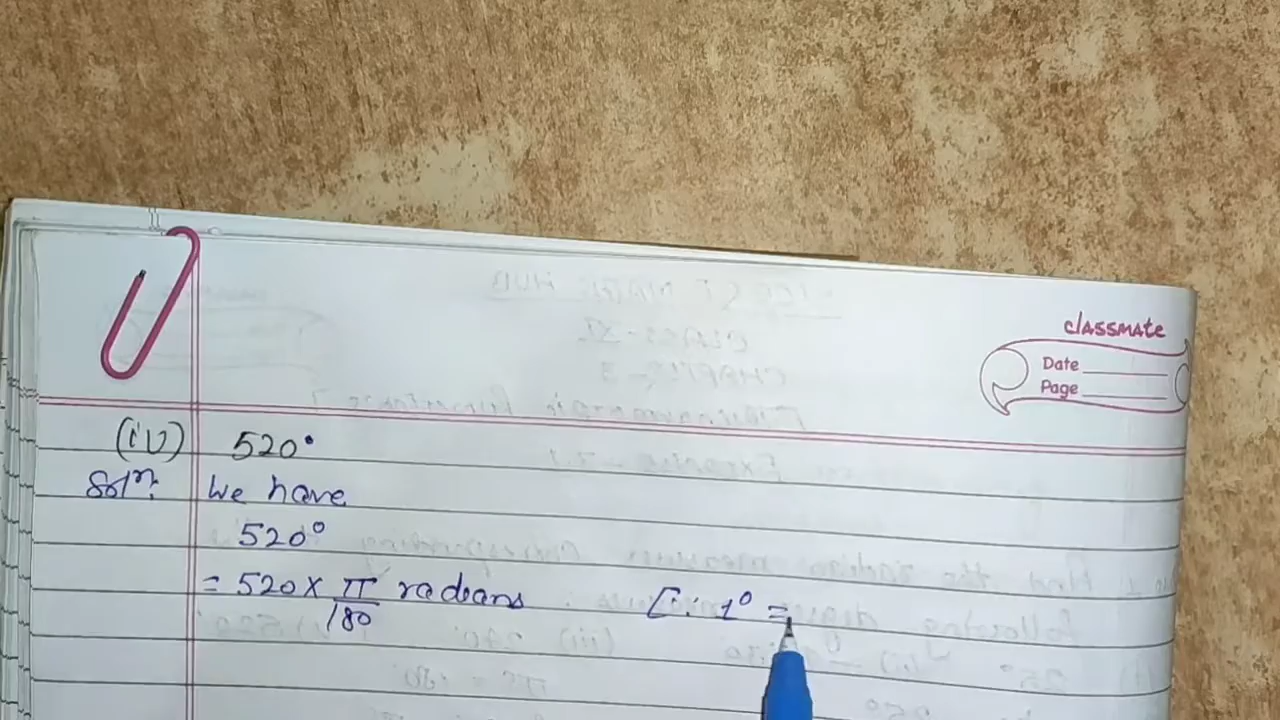 classmate
Date
Page
(iv) 520°
Solⁿ: We have
520°
= 520 × π/180 radians [∵ 1° =